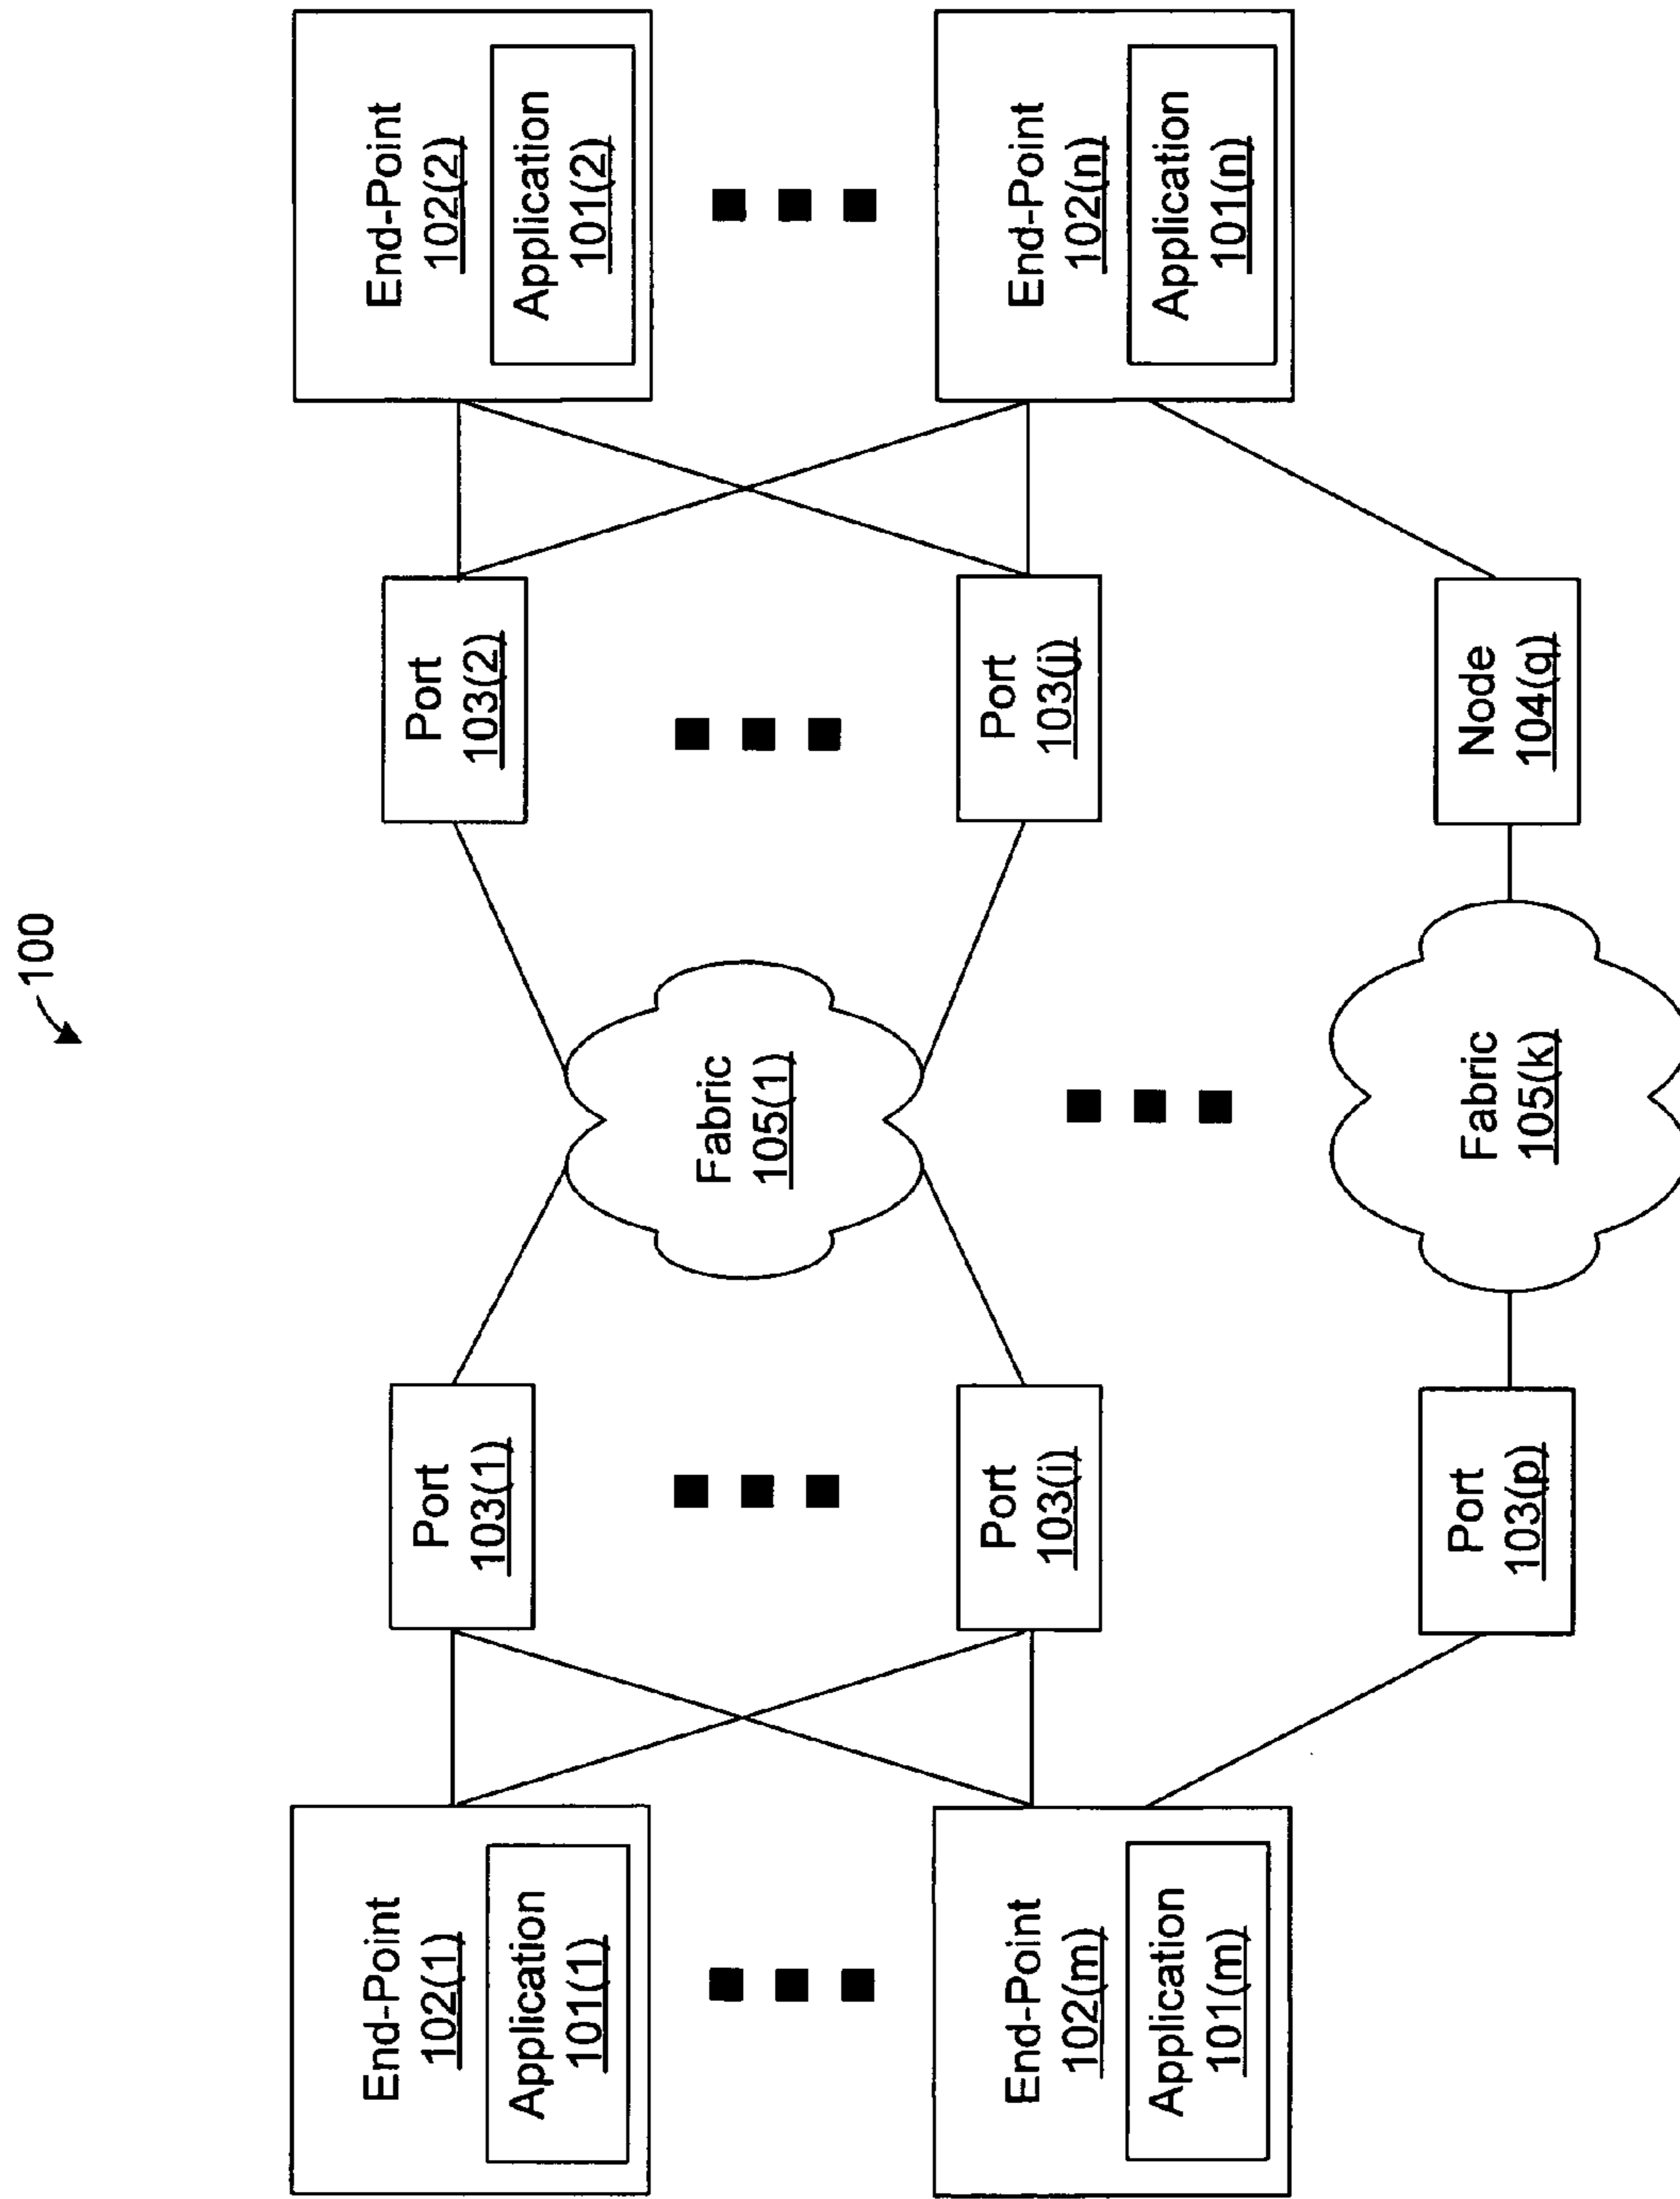 100
End-Point
102(1)
Application
101(1)
Port
103(1)
Fabric
105(1)
Port
103(2)
End-Point
102(2)
Application
101(2)
End-Point
102(m)
Application
101(m)
Port
103(i)
Port
103(j)
End-Point
102(n)
Application
101(n)
Port
103(p)
Fabric
105(k)
Node
104(q)